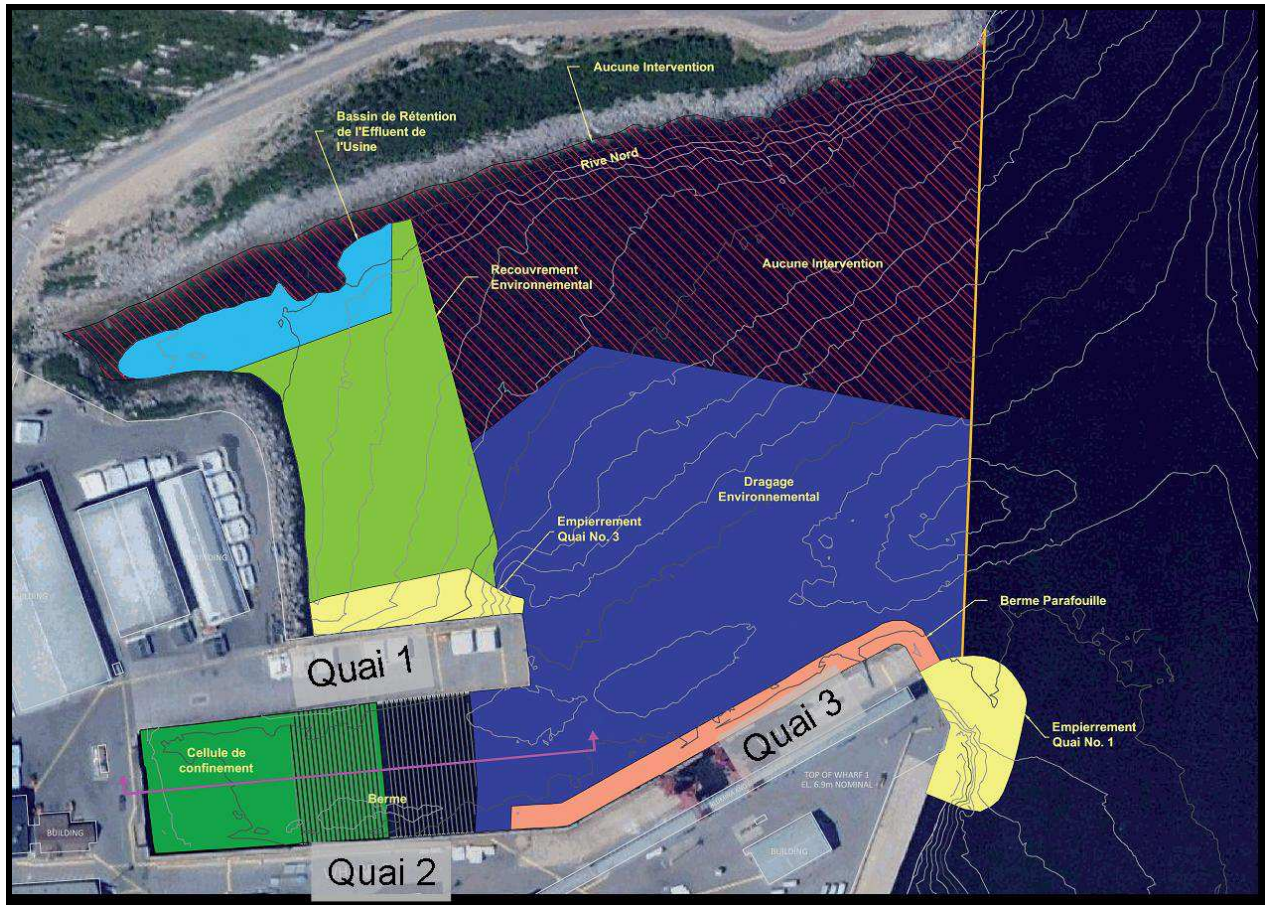 Aucune Intervention
Bassin de Rétention
de l'Effluent de
l'Usine
Rive Nord
Aucune Intervention
Recouvrement
Environnemental
Dragage
Environnemental
Empierrement
Quai No. 3
Berme Parafouille
Quai 1
Quai 3
Empierrement
Quai No. 1
Cellule de
confinement
Berme
TOP OF WHARF 1
EL. 6.9m NOMINAL
BUILDING
BUILDING
Quai 2